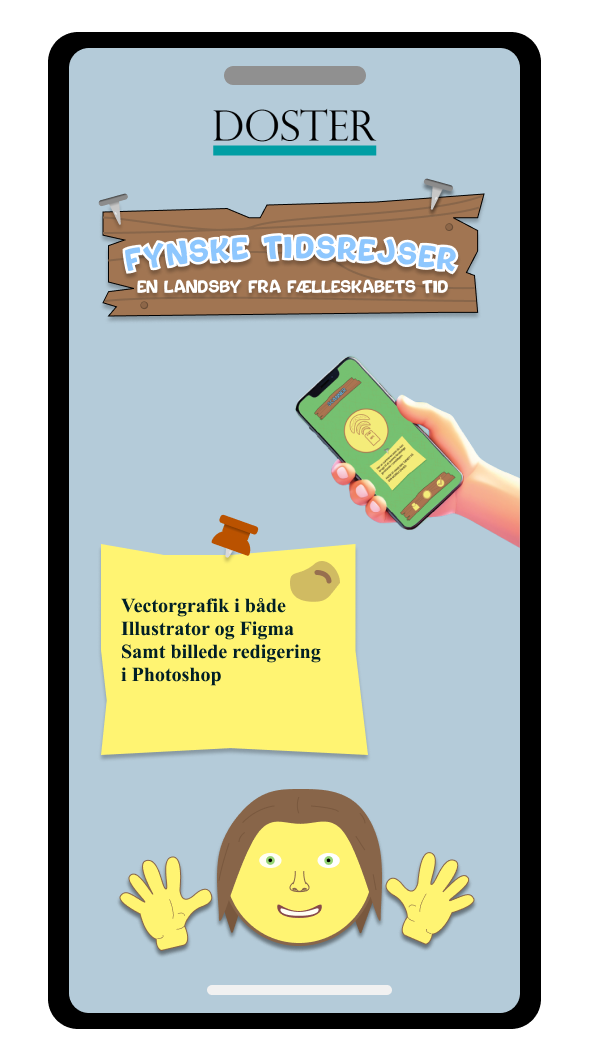 DOSTER
FYNSKE TIDSREJSER
EN LANDSBY FRA FÆLLESKABETS TID
Vectorgrafik i både
Illustrator og Figma
Samt billede redigering
i Photoshop